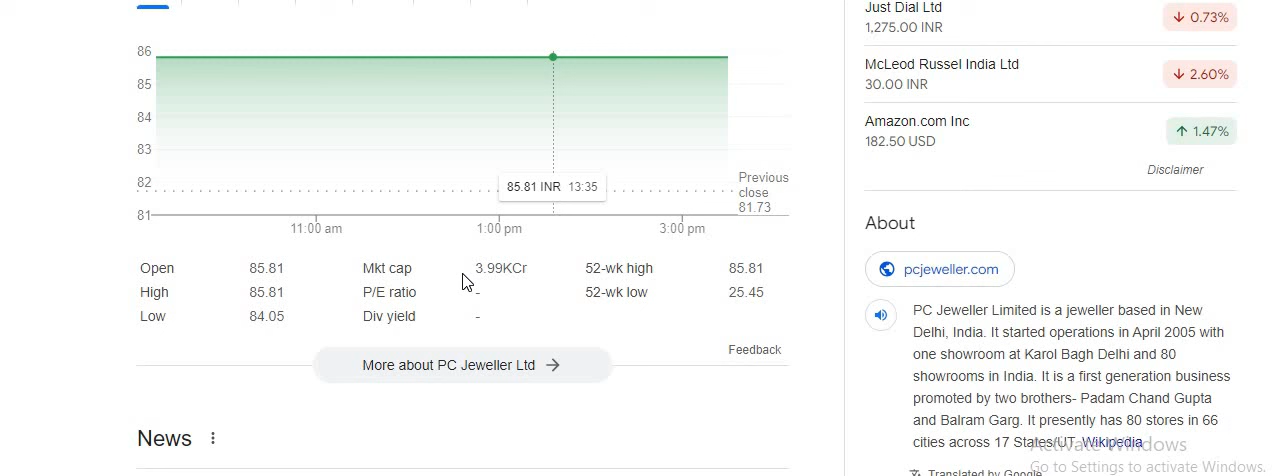 86
85
84
83
82
81
Previous
close
81.73
85.81 INR 13:35
11:00 am 1:00 pm 3:00 pm
Open 85.81 Mkt cap 3.99KCr 52-wk high 85.81
High 85.81 P/E ratio - 52-wk low 25.45
Low 84.05 Div yield -
Feedback
More about PC Jeweller Ltd →
News
Just Dial Ltd
1,275.00 INR ↓ 0.73%
McLeod Russel India Ltd
30.00 INR ↓ 2.60%
Amazon.com Inc
182.50 USD ↑ 1.47%
Disclaimer
About
pcjeweller.com
PC Jeweller Limited is a jeweller based in New
Delhi, India. It started operations in April 2005 with
one showroom at Karol Bagh Delhi and 80
showrooms in India. It is a first generation business
promoted by two brothers- Padam Chand Gupta
and Balram Garg. It presently has 80 stores in 66
cities across 17 States/UT. Wikipedia
Translated by Google
Activate Windows
Go to Settings to activate Windows.